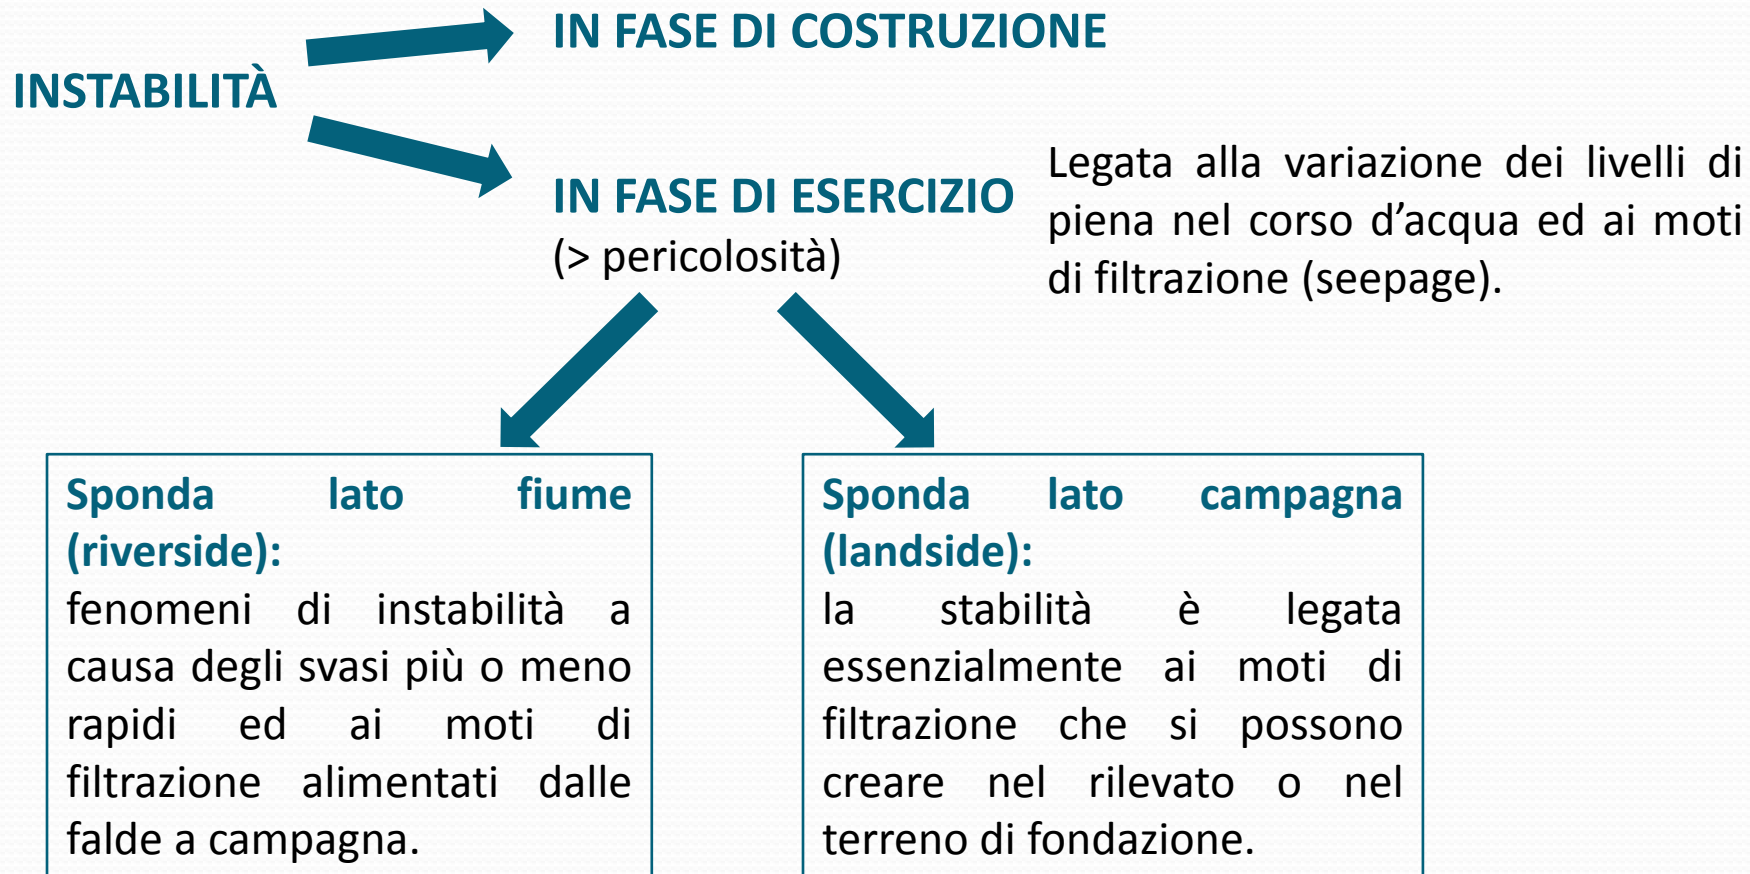 IN FASE DI COSTRUZIONE
INSTABILITÀ
IN FASE DI ESERCIZIO
(> pericolosità)
Legata alla variazione dei livelli di
piena nel corso d’acqua ed ai moti
di filtrazione (seepage).
Sponda lato fiume
(riverside):
fenomeni di instabilità a
causa degli svasi più o meno
rapidi ed ai moti di
filtrazione alimentati dalle
falde a campagna.
Sponda lato campagna
(landside):
la stabilità è legata
essenzialmente ai moti di
filtrazione che si possono
creare nel rilevato o nel
terreno di fondazione.